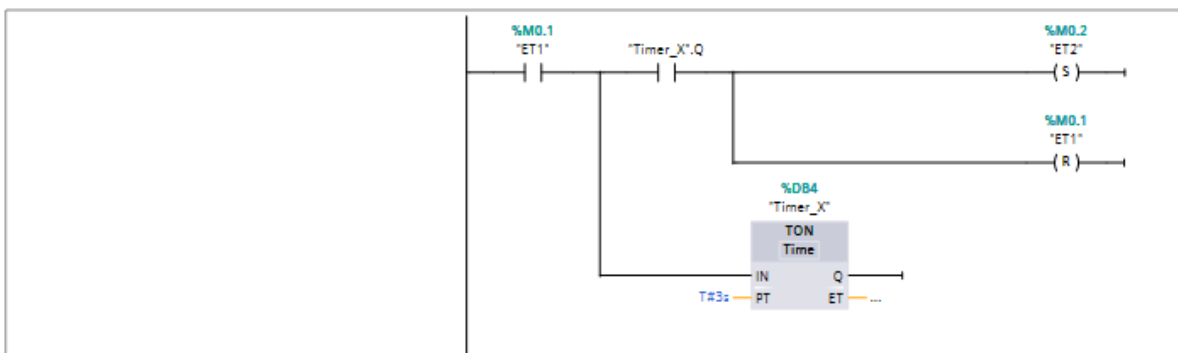 %M0.1
"ET1"
"Timer_X".Q
%M0.2
"ET2"
S
%M0.1
"ET1"
R
%DB4
"Timer_X"
TON
Time
IN Q
T#3s PT ET ...